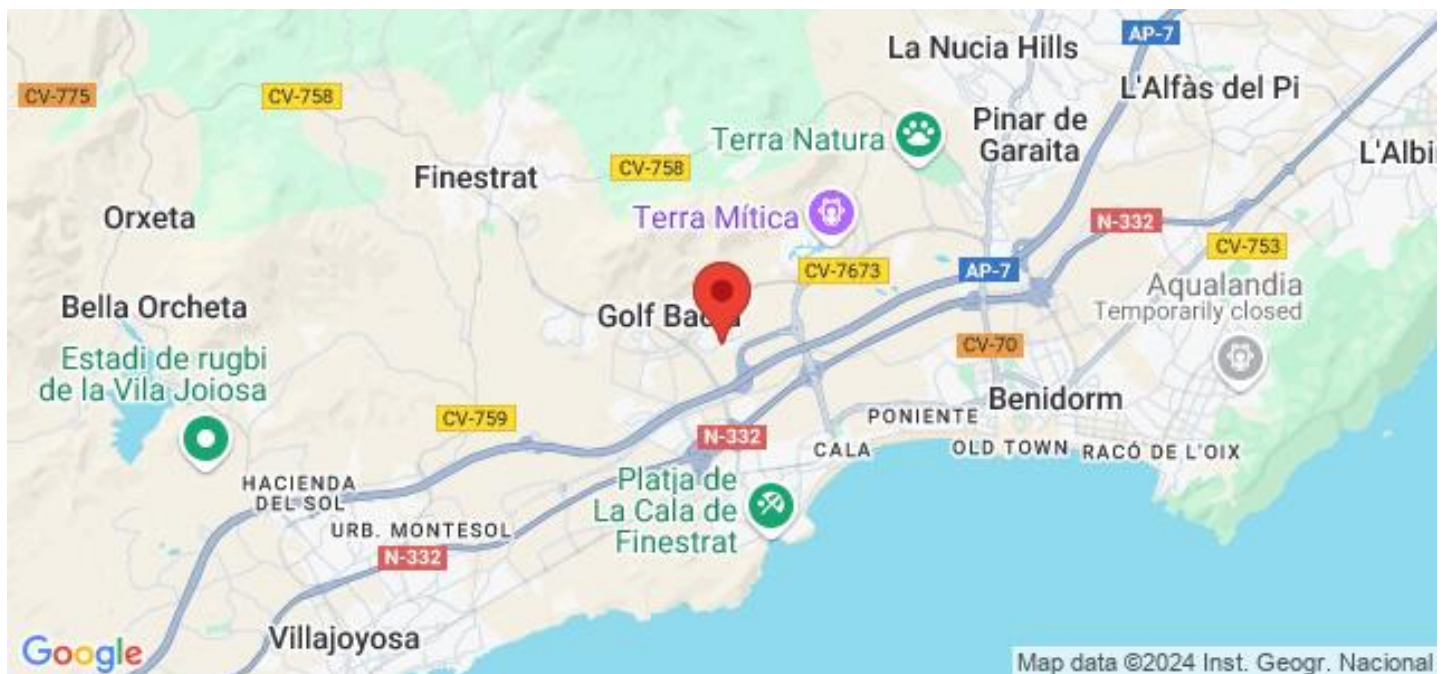 La Nucia Hills
AP-7
CV-775
CV-758
L'Alfàs del Pi
Terra Natura
Pinar de
Garaita
L'Albi
Finestrat
CV-758
Orxeta
Terra Mítica
N-332
CV-753
CV-7673
AP-7
Aqualandia
Temporarily closed
Bella Orcheta
Golf
Estadi de rugbi
de la Vila Joiosa
CV-70
Benidorm
CV-759
PONIENTE
N-332
CALA
OLD TOWN
RACÓ DE L'OIX
HACIENDA
DEL SOL
Platja de
La Cala de
Finestrat
URB. MONTESOL
N-332
Villajoyosa
Google
Map data ©2024 Inst. Geogr. Nacional